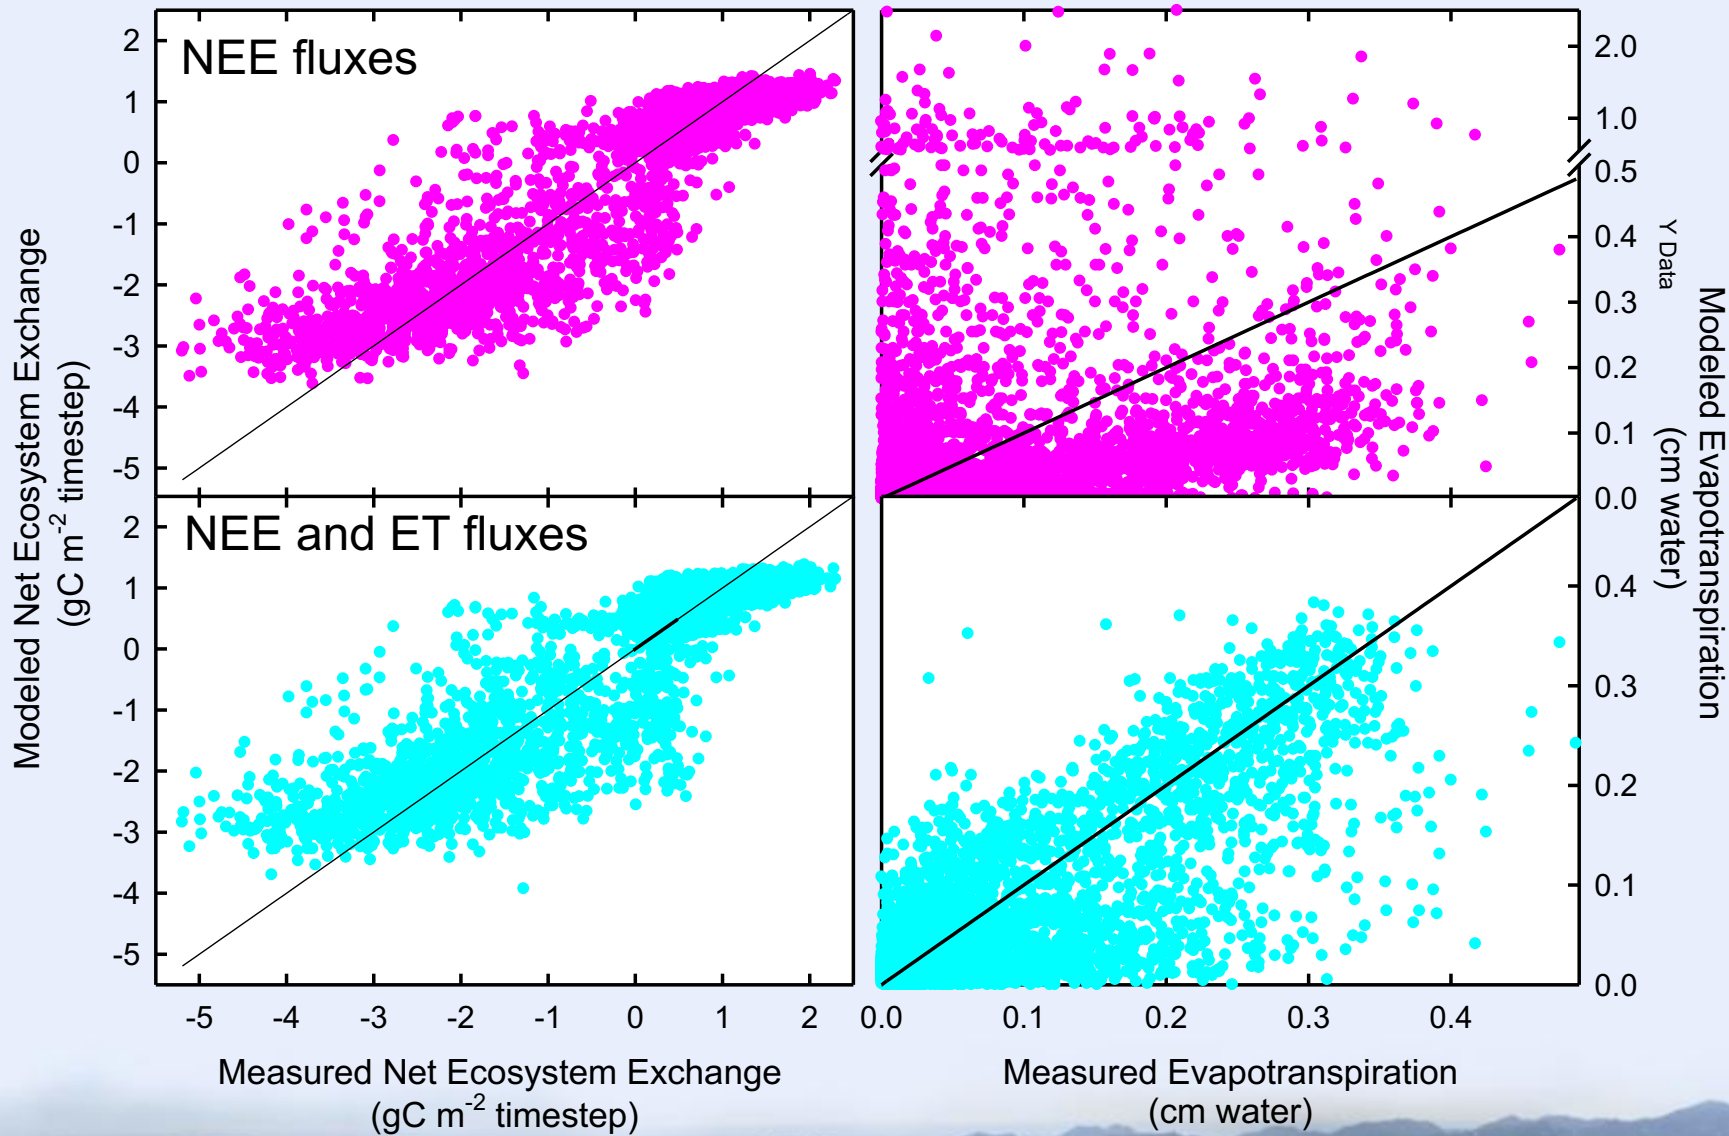 NEE fluxes
2
1
0
-1
-2
-3
-4
-5
2.0
1.0
0.5
0.4
0.3
0.2
0.1
0.0
Y Data
NEE and ET fluxes
2
1
0
-1
-2
-3
-4
-5
0.4
0.3
0.2
0.1
0.0
Modeled Net Ecosystem Exchange
(gC m-2 timestep)
Modeled Evapotranspiration
(cm water)
-5 -4 -3 -2 -1 0 1 2
0.0 0.1 0.2 0.3 0.4
Measured Net Ecosystem Exchange
(gC m-2 timestep)
Measured Evapotranspiration
(cm water)